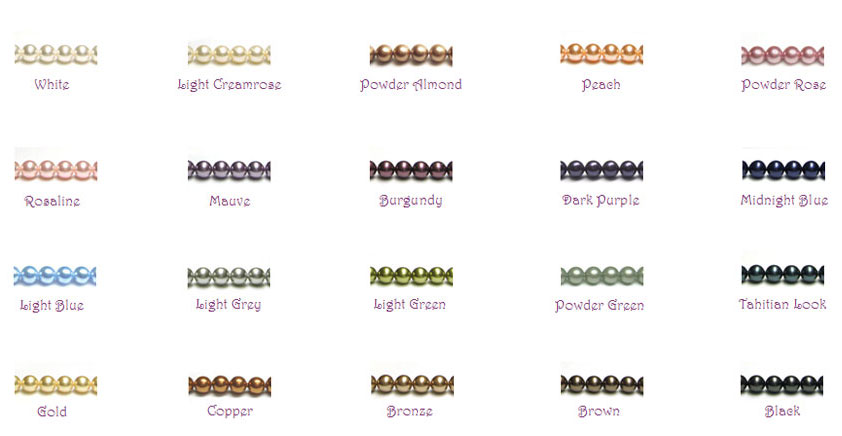 White
Light Creamrose
Powder Almond
Peach
Powder Rose
Rosaline
Mauve
Burgundy
Dark Purple
Midnight Blue
Light Blue
Light Grey
Light Green
Powder Green
Tahitian Look
Gold
Copper
Bronze
Brown
Black